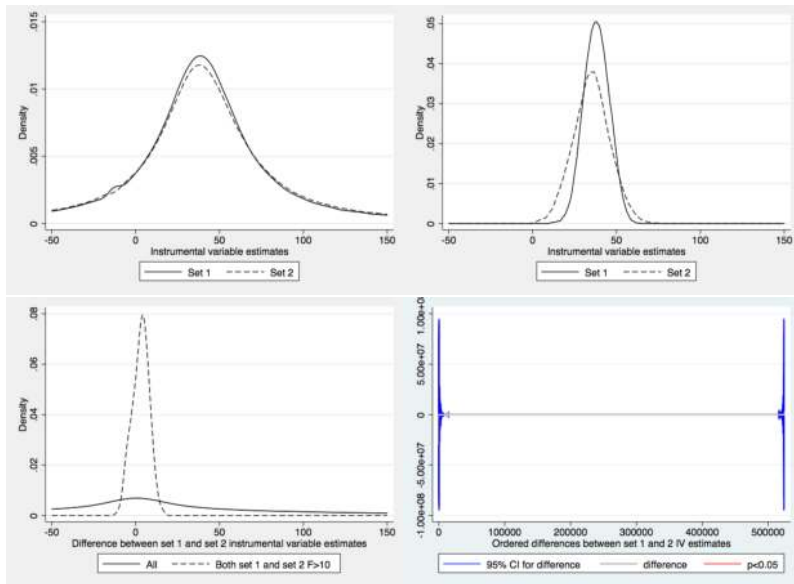 .015
.01
.005
0
Density
-50 0 50 100 150
Instrumental variable estimates
Set 1 Set 2
.05
.04
.03
.02
.01
0
Density
-50 0 50 100 150
Instrumental variable estimates
Set 1 Set 2
.08
.06
.04
.02
0
Density
-50 0 50 100 150
Difference between set 1 and set 2 instrumental variable estimates
All Both set 1 and set 2 F>10
5.00e+07
0
-5.00e+07
-1.00e+08
0 100000 200000 300000 400000 500000
Ordered differences between set 1 and 2 IV estimates
95% CI for difference difference p<0.05